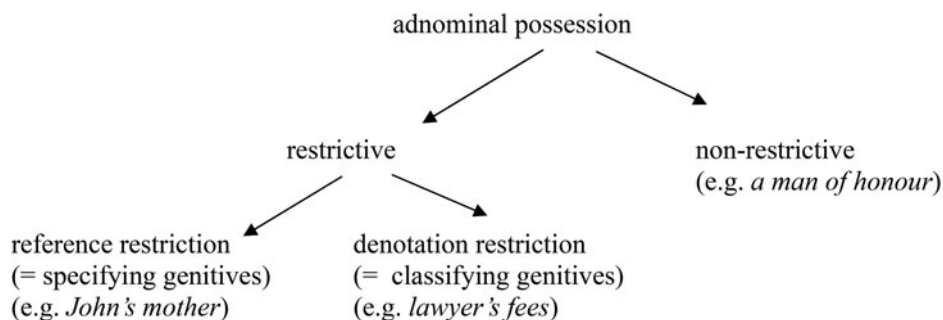 adnominal possession
restrictive
non-restrictive
(e.g. a man of honour)
reference restriction
(= specifying genitives)
(e.g. John's mother)
denotation restriction
(= classifying genitives)
(e.g. lawyer's fees)